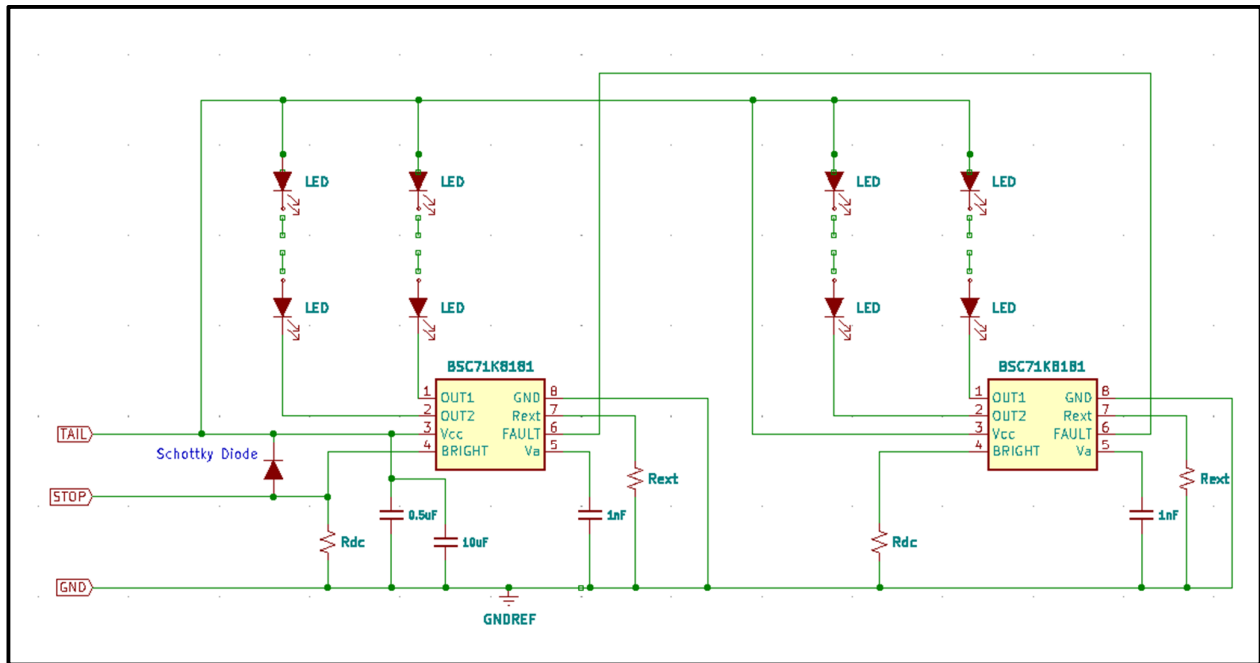 LED
LED
LED
LED
LED
LED
LED
LED
BSC71K8181
1 OUT1 GND 8
2 OUT2 Rext 7
3 Vcc FAULT 6
4 BRIGHT Va 5
BSC71K8181
1 OUT1 GND 8
2 OUT2 Rext 7
3 Vcc FAULT 6
4 BRIGHT Va 5
TAIL
Schottky Diode
STOP
Rext
Rext
0.5uF
1nF
1nF
Rdc
10uF
Rdc
GND
GNDREF